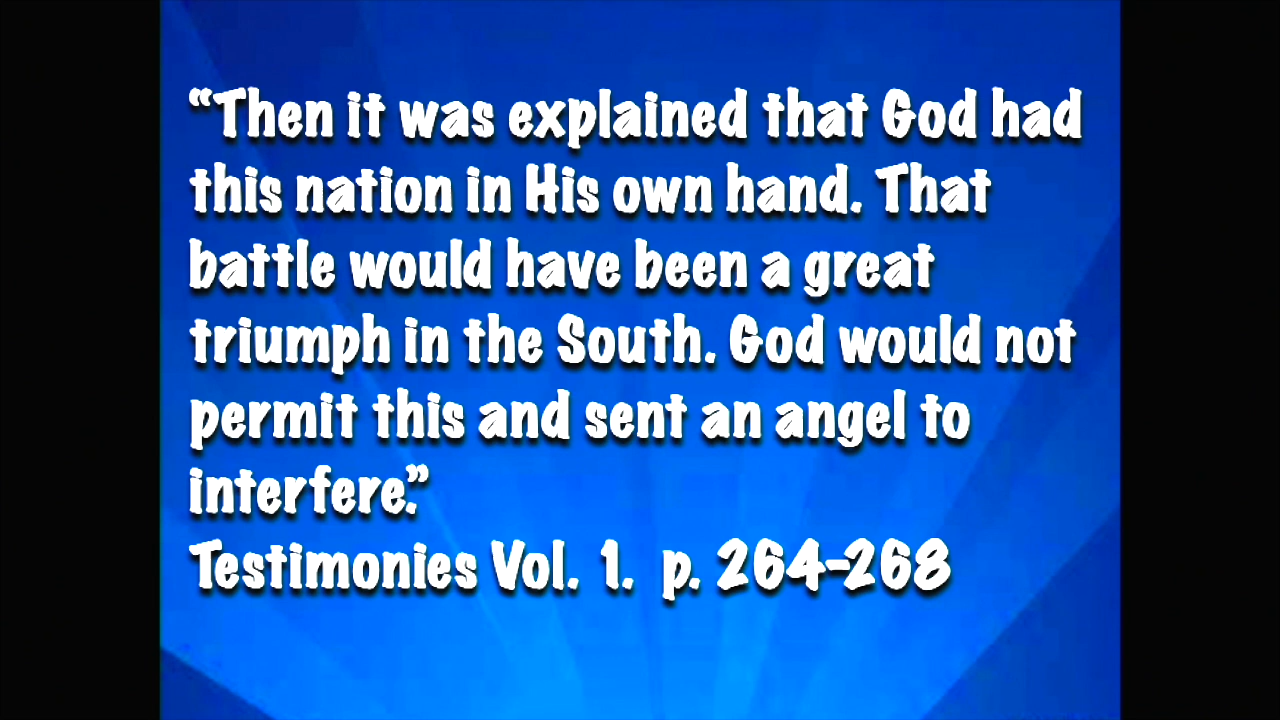 “Then it was explained that God had
this nation in His own hand. That
battle would have been a great
triumph in the South. God would not
permit this and sent an angel to
interfere.”
Testimonies Vol. 1. p. 264-268